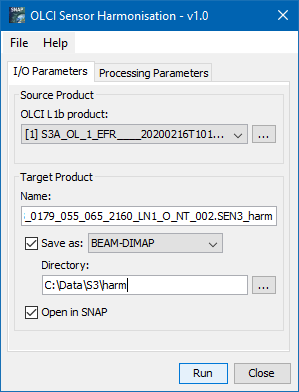 SNAP
OLCI Sensor Harmonisation - v1.0
File Help
I/O Parameters Processing Parameters
Source Product
OLCI L1b product:
[1] S3A_OL_1_EFR____20200216T101... ...
Target Product
Name:
_0179_055_065_2160_LN1_O_NT_002.SEN3_harm
Save as: BEAM-DIMAP
Directory:
C:\Data\S3\harm ...
Open in SNAP
Run Close